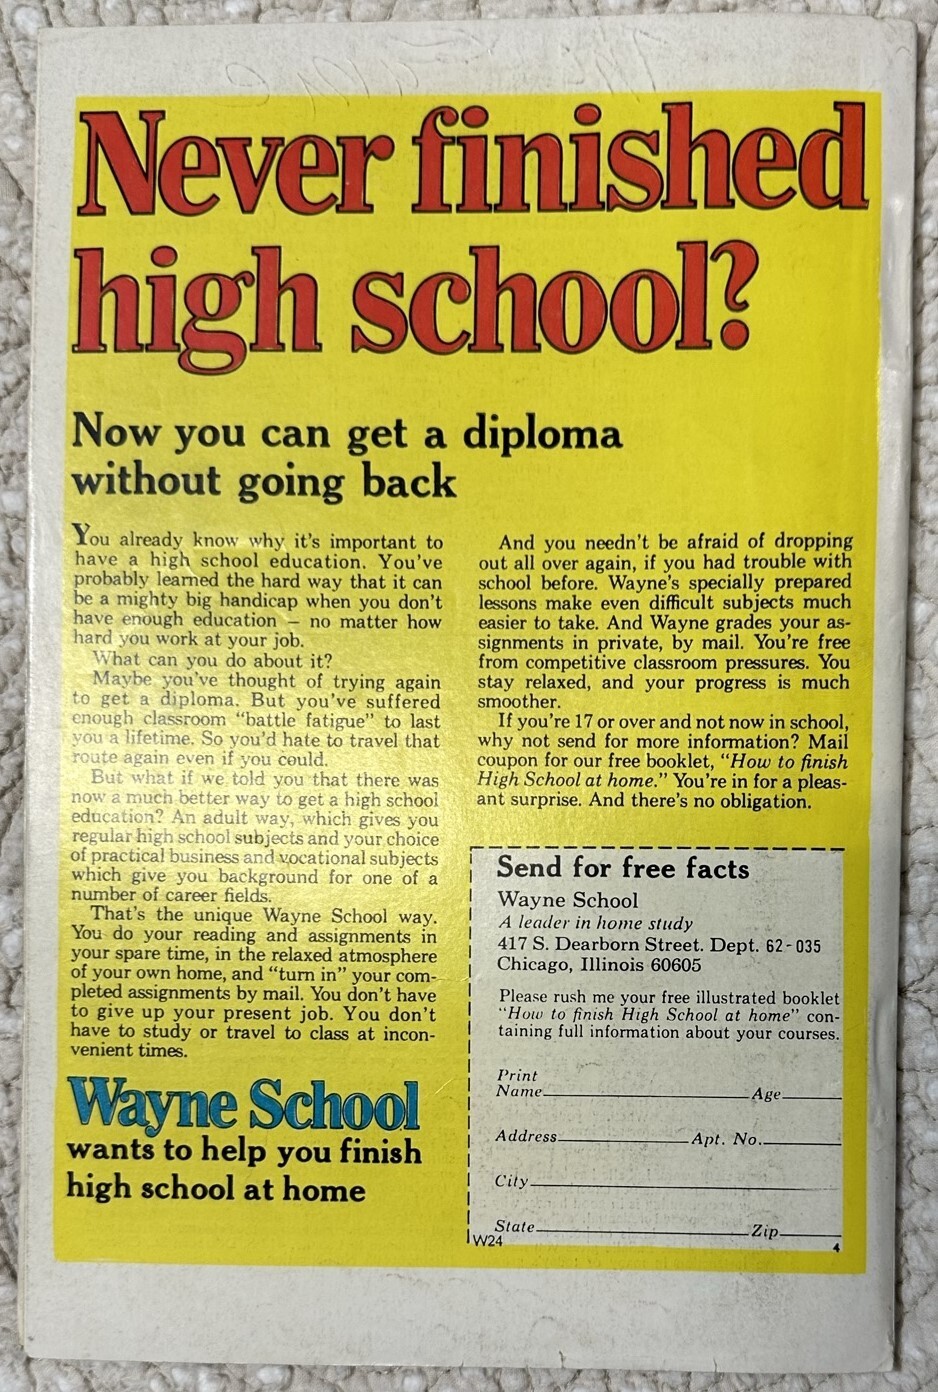 Never finished
high school?
Now you can get a diploma
without going back
You already know why it's important to
have a high school education. You've
probably learned the hard way that it can
be a mighty big handicap when you don't
have enough education – no matter how
hard you work at your job.
What can you do about it?
Maybe you've thought of trying again
to get a diploma. But you've suffered
enough classroom “battle fatigue” to last
you a lifetime. So you'd hate to travel that
route again even if you could.
But what if we told you that there was
now a much better way to get a high school
education? An adult way, which gives you
regular high school subjects and your choice
of practical business and vocational subjects
which give you background for one of a
number of career fields.
That's the unique Wayne School way.
You do your reading and assignments in
your spare time, in the relaxed atmosphere
of your own home, and “turn in” your com-
pleted assignments by mail. You don't have
to give up your present job. You don't
have to study or travel to class at incon-
venient times.
Wayne School
wants to help you finish
high school at home
And you needn't be afraid of dropping
out all over again, if you had trouble with
school before. Wayne's specially prepared
lessons make even difficult subjects much
easier to take. And Wayne grades your as-
signments in private, by mail. You're free
from competitive classroom pressures. You
stay relaxed, and your progress is much
smoother.
If you're 17 or over and not now in school,
why not send for more information? Mail
coupon for our free booklet, “How to finish
High School at home.” You're in for a pleas-
ant surprise. And there's no obligation.
Send for free facts
Wayne School
A leader in home study
417 S. Dearborn Street. Dept. 62-035
Chicago, Illinois 60605
Please rush me your free illustrated booklet
“How to finish High School at home” con-
taining full information about your courses.
Print
Name Age
Address Apt. No.
City
State Zip
W24 4